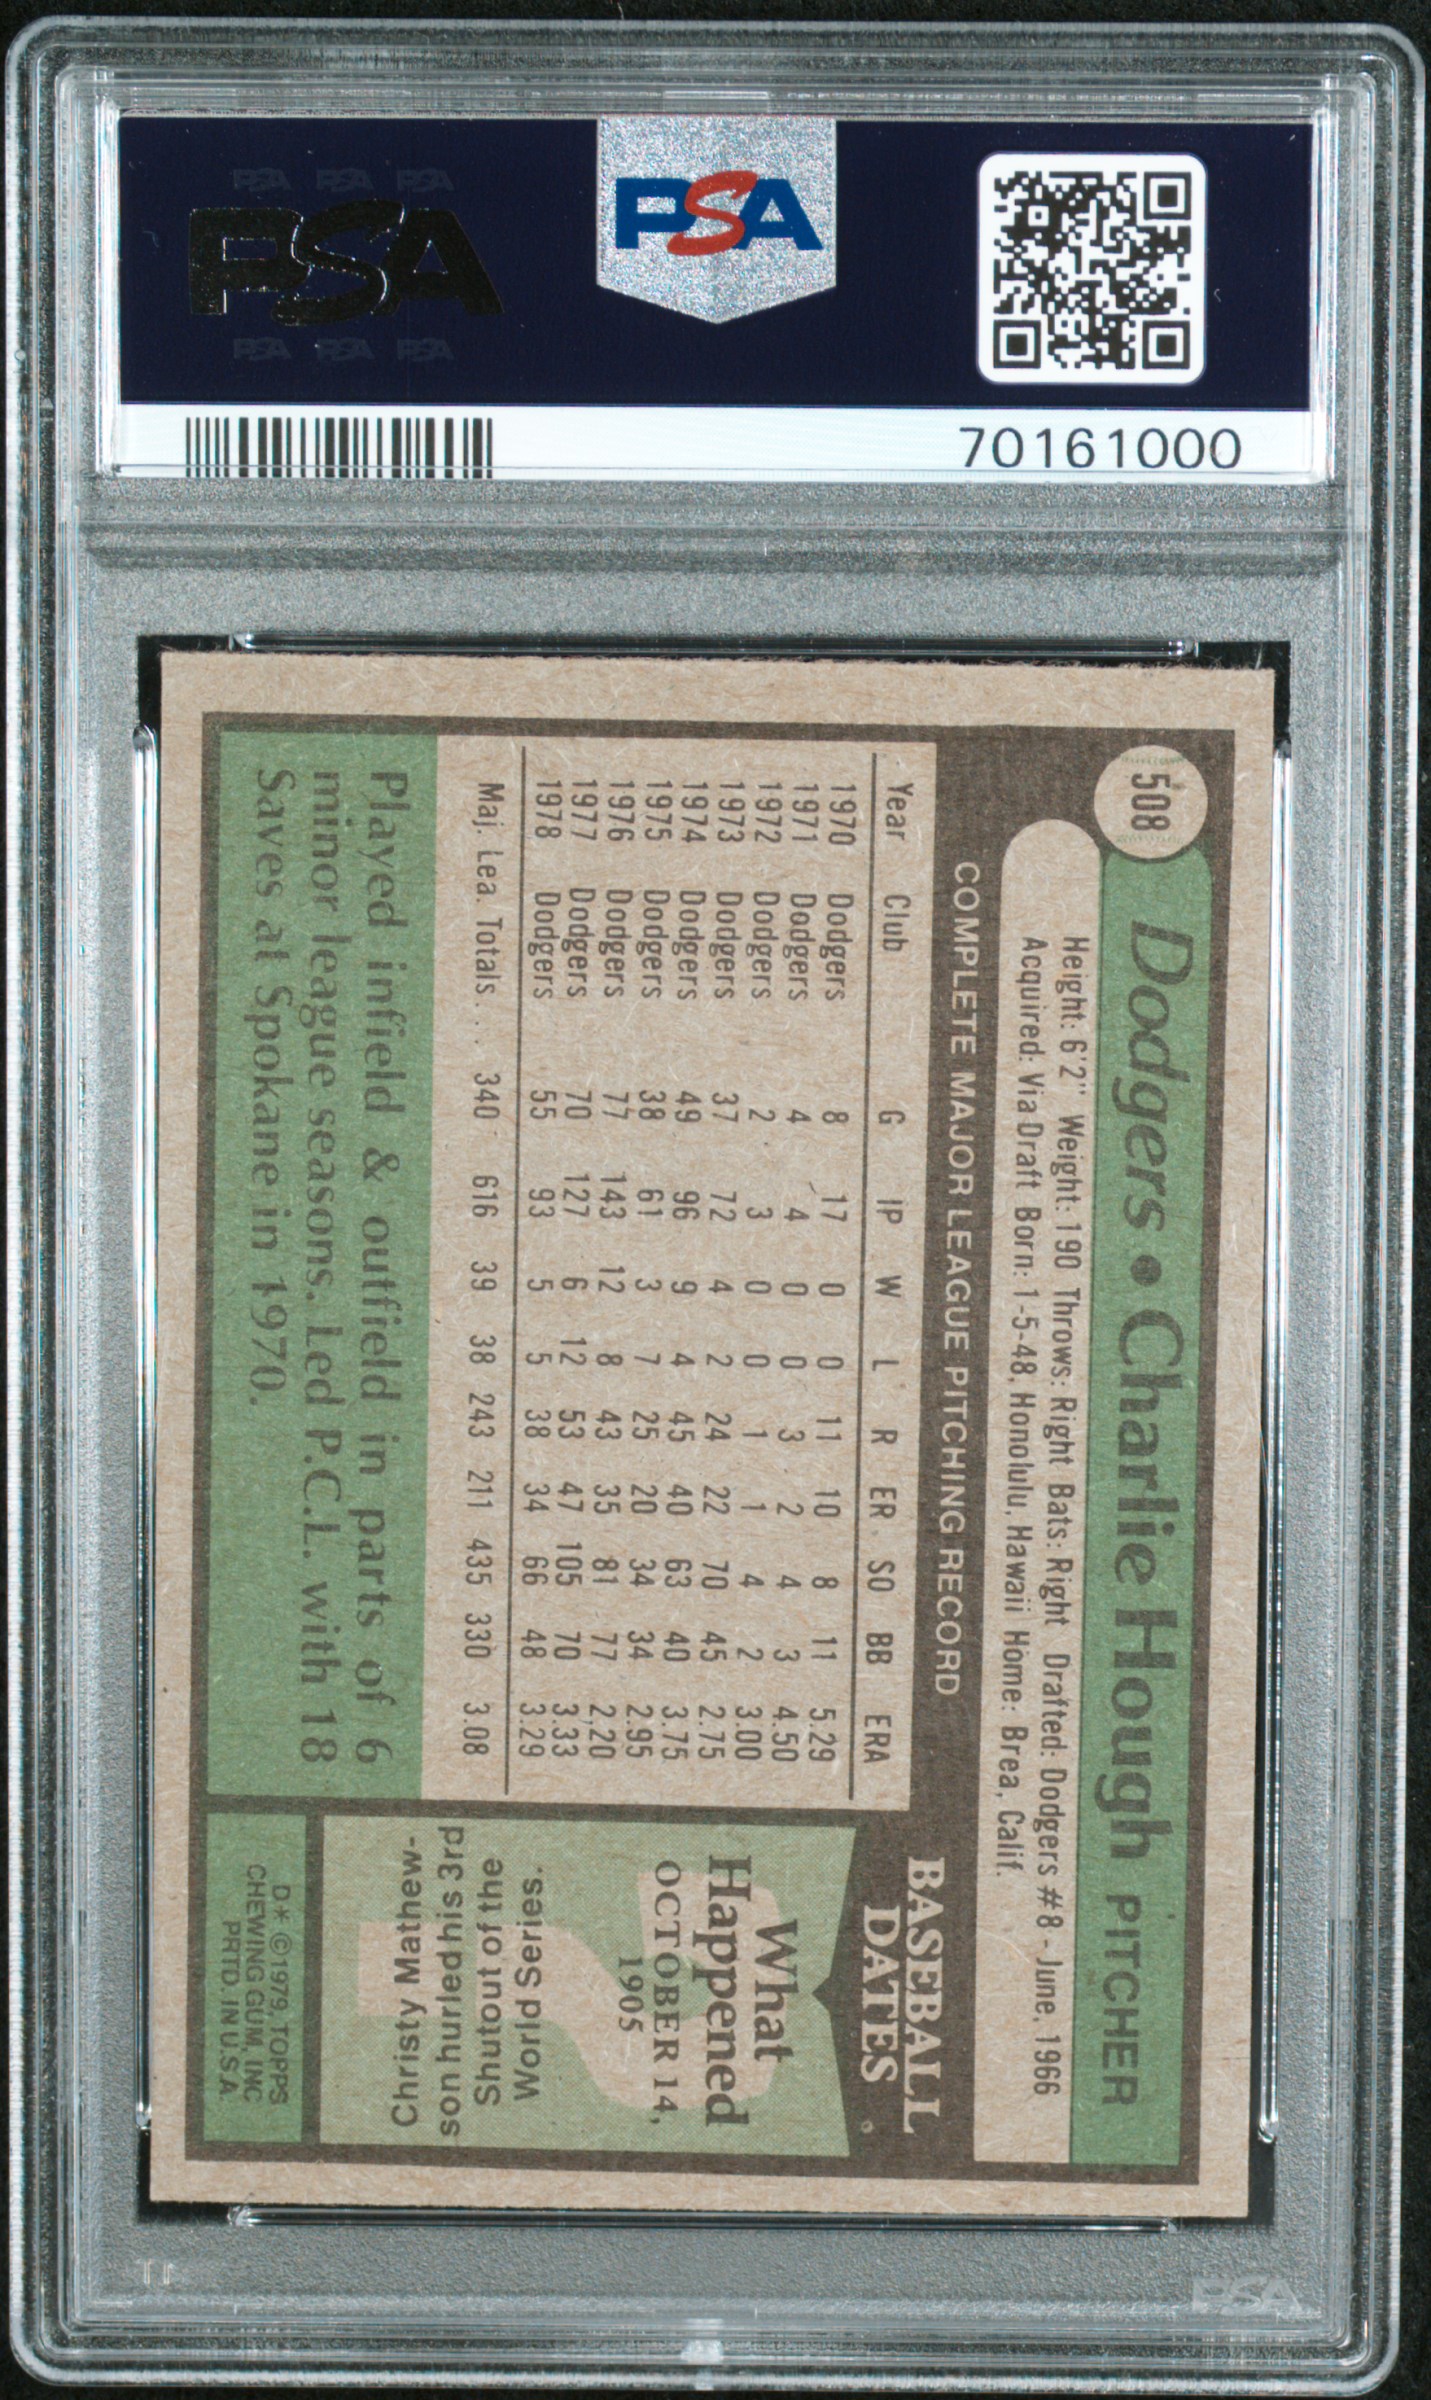 PSA PSA PSA
PSA
PSA PSA PSA
PSA
70161000
508
Dodgers • Charlie Hough PITCHER
Height: 6'2" Weight: 190 Throws: Right Bats: Right Drafted: Dodgers #8 - June, 1966
Acquired: Via Draft Born: 1-5-48, Honolulu, Hawaii Home: Brea, Calif.
COMPLETE MAJOR LEAGUE PITCHING RECORD
Year Club G IP W L R ER SO BB ERA
1970 Dodgers 8 17 0 0 11 10 8 11 5.29
1971 Dodgers 4 4 0 0 3 2 4 3 4.50
1972 Dodgers 2 3 0 0 1 1 4 2 3.00
1973 Dodgers 37 72 4 2 24 22 70 45 2.75
1974 Dodgers 49 96 9 4 45 40 63 40 3.75
1975 Dodgers 38 61 3 7 25 20 34 34 2.95
1976 Dodgers 77 143 12 8 43 35 81 77 2.20
1977 Dodgers 70 127 6 12 53 47 105 70 3.33
1978 Dodgers 55 93 5 5 38 34 66 48 3.29
Maj. Lea. Totals . . 340 616 39 38 243 211 435 330 3.08
Played infield & outfield in parts of 6
minor league seasons. Led P.C.L. with 18
Saves at Spokane in 1970.
BASEBALL
DATES
What
Happened
OCTOBER 14,
1905
Christy Mathew-
son hurled his 3rd
Shutout of the
World Series.
D* ©1979, TOPPS
CHEWING GUM, INC
PRTD. IN U.S.A.
PSA